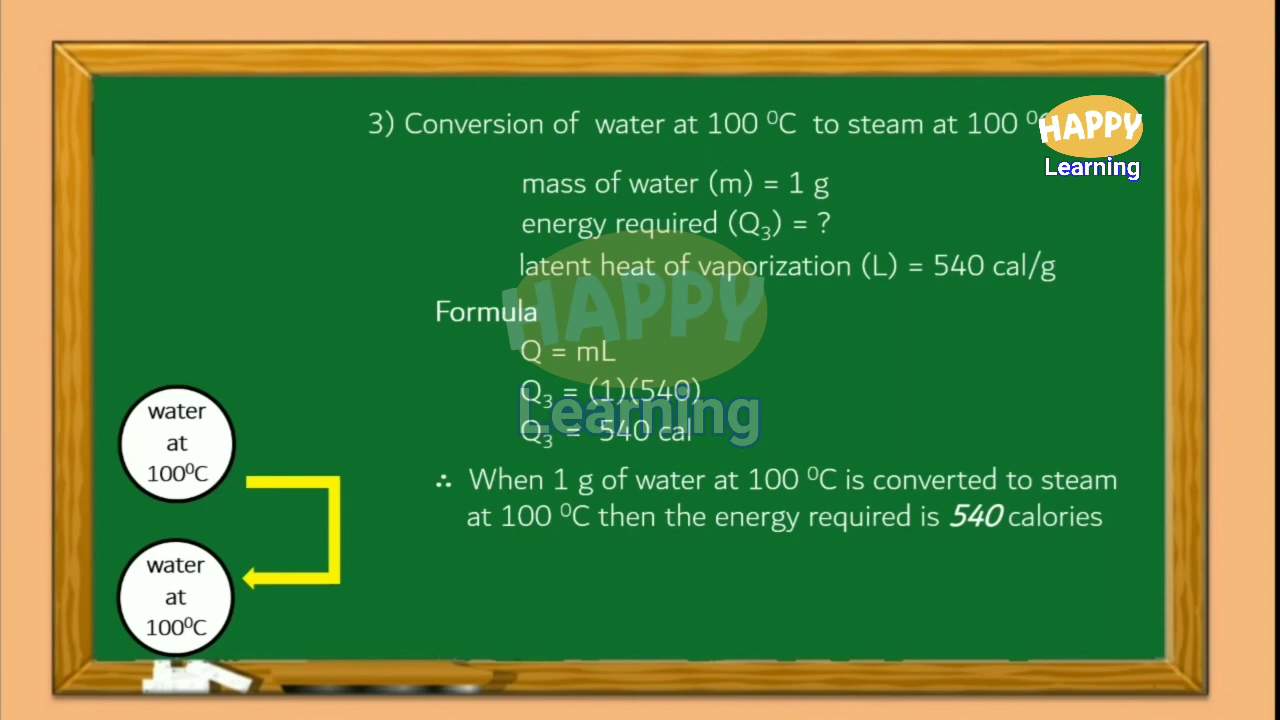 3) Conversion of water at 100 ⁰C to steam at 100 ⁰
HAPPY
Learning
mass of water (m) = 1 g
energy required (Q₃) = ?
latent heat of vaporization (L) = 540 cal/g
Formula
HAPPY
Q = mL
Q₃ = (1)(540)
Learning
Q₃ = 540 cal
∴ When 1 g of water at 100 ⁰C is converted to steam
at 100 ⁰C then the energy required is 540 calories
water
at
100⁰C
water
at
100⁰C